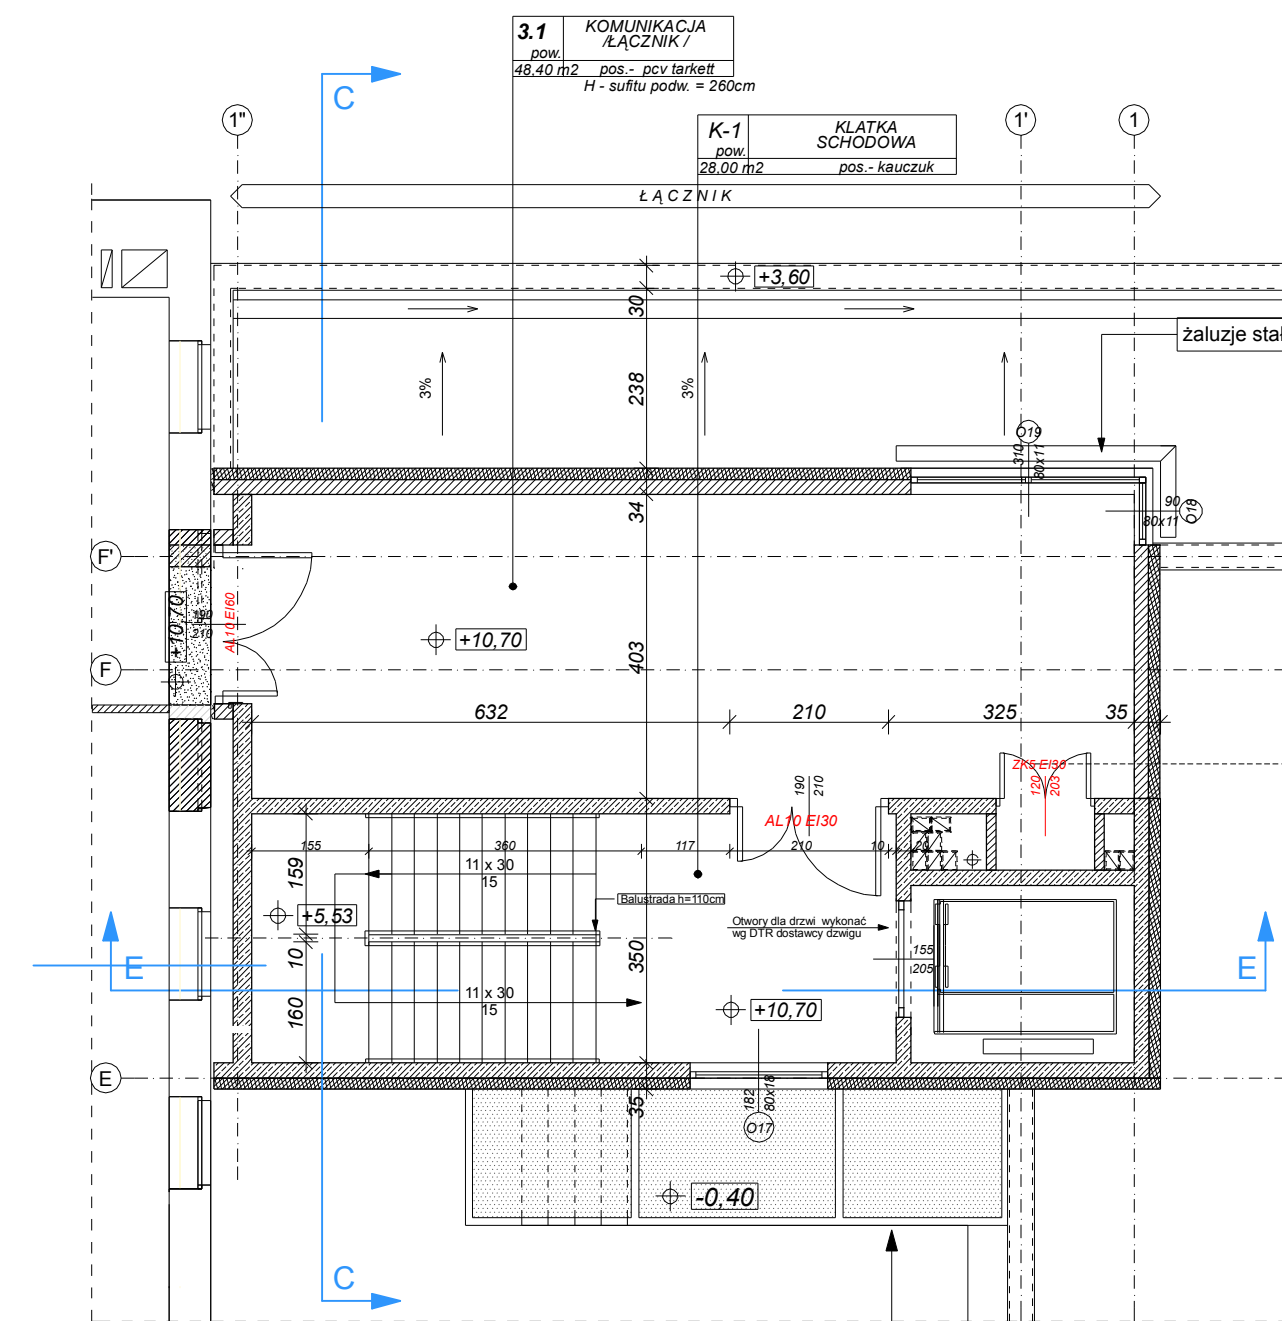 3.1
KOMUNIKACJA
/ŁĄCZNIK /
pow.
48,40 m2
pos.- pcv tarkett
H - sufitu podw. = 260cm
C
1"
K-1
KLATKA
SCHODOWA
pow.
28,00 m2
pos.- kauczuk
1'
1
ŁĄCZNIK
+3,60
30
żaluzje stał
238
3%
3%
O19
310
80x11
90
80x11
O18
34
F'
+10,70
190
210
AL10 EI60
+10,70
403
F
632
210
325
35
ZK5 EI30
120
203
190
210
AL10 EI30
155
360
117
210
10
20
159
11 x 30
15
Balustrada h=110cm
+5,53
Otwory dla drzwi wykonać
wg DTR dostawcy dzwigu
10
350
155
205
E
E
160
11 x 30
15
+10,70
E
35
182
80x18
O17
-0,40
C